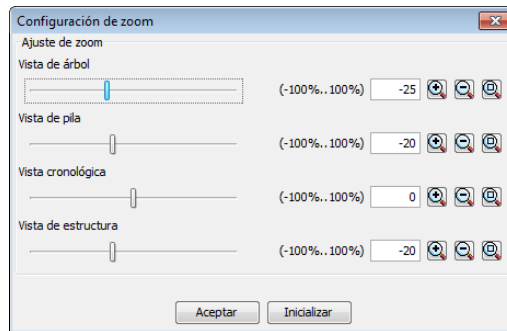 Configuración de zoom
Ajuste de zoom
Vista de árbol
(-100%..100%) -25
Vista de pila
(-100%..100%) -20
Vista cronológica
(-100%..100%) 0
Vista de estructura
(-100%..100%) -20
Aceptar Inicializar